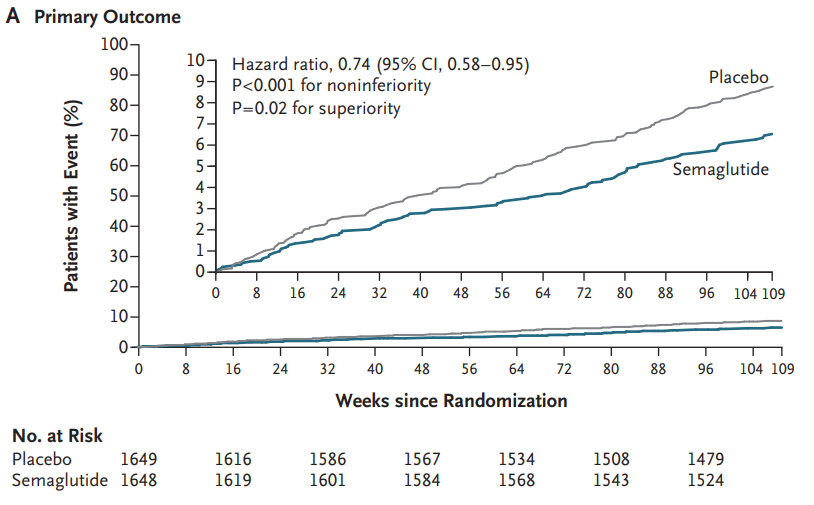 A Primary Outcome
Patients with Event (%)
100
90
80
70
60
50
40
30
20
10
0
10
9
8
7
6
5
4
3
2
1
0
Hazard ratio, 0.74 (95% CI, 0.58–0.95)
P<0.001 for noninferiority
P=0.02 for superiority
Placebo
Semaglutide
0 8 16 24 32 40 48 56 64 72 80 88 96 104 109
0 8 16 24 32 40 48 56 64 72 80 88 96 104 109
Weeks since Randomization
No. at Risk
Placebo 1649 1616 1586 1567 1534 1508 1479
Semaglutide 1648 1619 1601 1584 1568 1543 1524